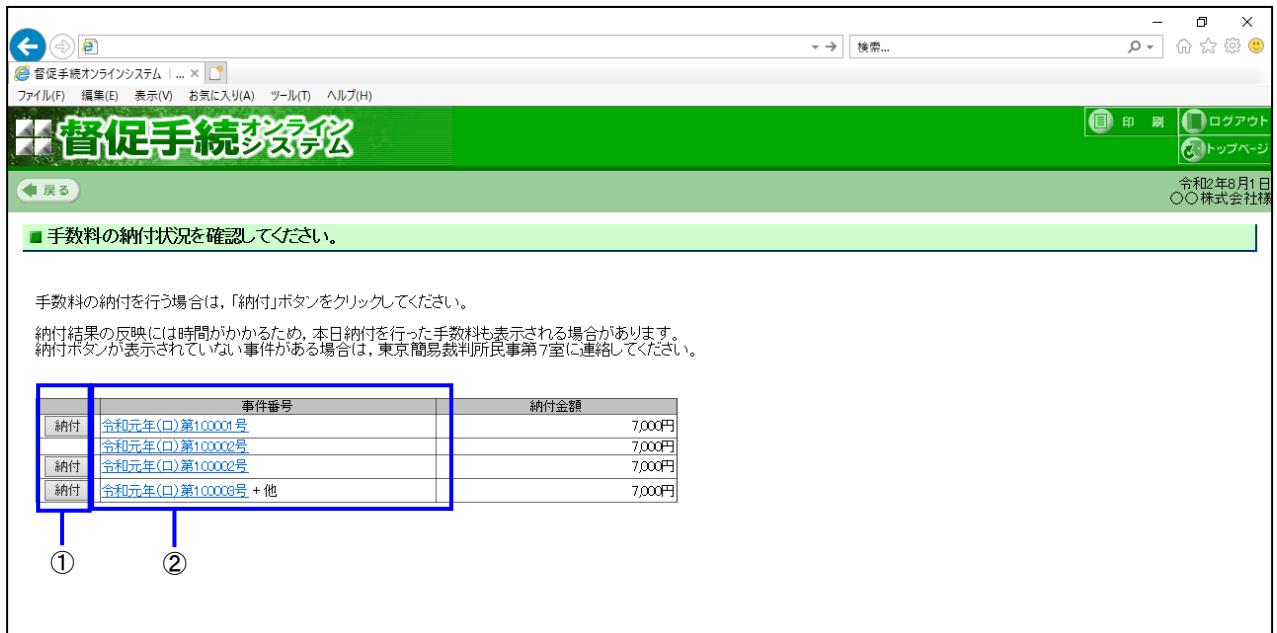 検索...
督促手続オンラインシステム | ...
ファイル(F) 編集(E) 表示(V) お気に入り(A) ツール(T) ヘルプ(H)
督促手続オンラインシステム
印 刷
ログアウト
トップページ
戻る
令和2年8月1日
〇〇株式会社様
手数料の納付状況を確認してください。
手数料の納付を行う場合は,「納付」ボタンをクリックしてください。
納付結果の反映には時間がかかるため,本日納付を行った手数料も表示される場合があります。
納付ボタンが表示されていない事件がある場合は,東京簡易裁判所民事第7室に連絡してください。
事件番号 納付金額
納付 令和元年(ロ)第100001号 7,000円
令和元年(ロ)第100002号 7,000円
納付 令和元年(ロ)第100002号 7,000円
納付 令和元年(ロ)第100003号 + 他 7,000円
① ②